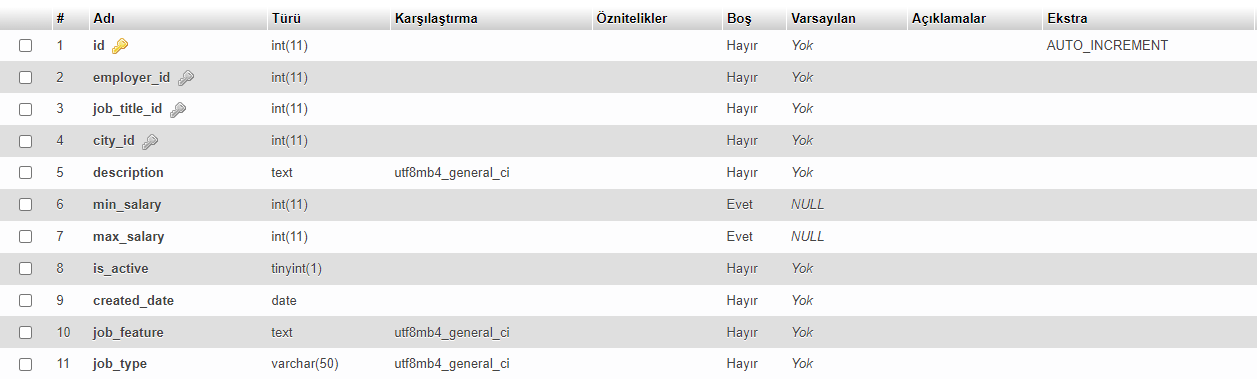 # Adı Türü Karşılaştırma Öznitelikler Boş Varsayılan Açıklamalar Ekstra
1 id int(11) Hayır Yok AUTO_INCREMENT
2 employer_id int(11) Hayır Yok
3 job_title_id int(11) Hayır Yok
4 city_id int(11) Hayır Yok
5 description text utf8mb4_general_ci Hayır Yok
6 min_salary int(11) Evet NULL
7 max_salary int(11) Evet NULL
8 is_active tinyint(1) Hayır Yok
9 created_date date Hayır Yok
10 job_feature text utf8mb4_general_ci Hayır Yok
11 job_type varchar(50) utf8mb4_general_ci Hayır Yok